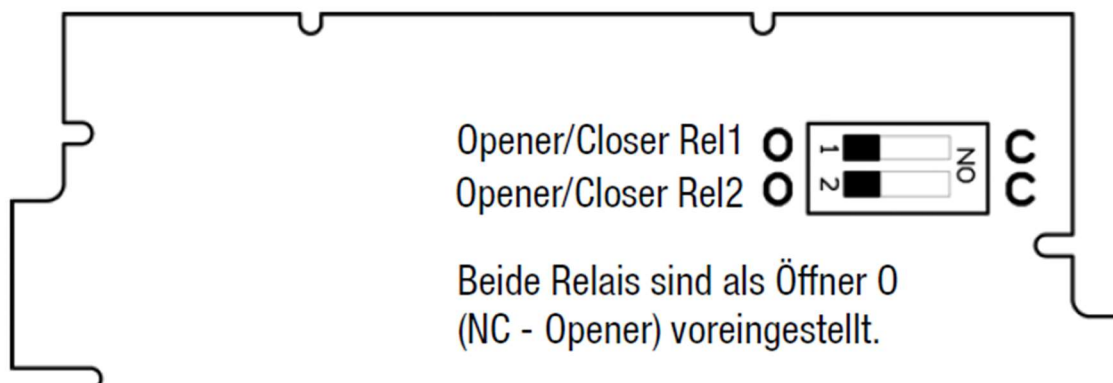 Opener/Closer Rel1 O 1 C
Opener/Closer Rel2 O 2 C
ON
Beide Relais sind als Öffner O
(NC - Opener) voreingestellt.